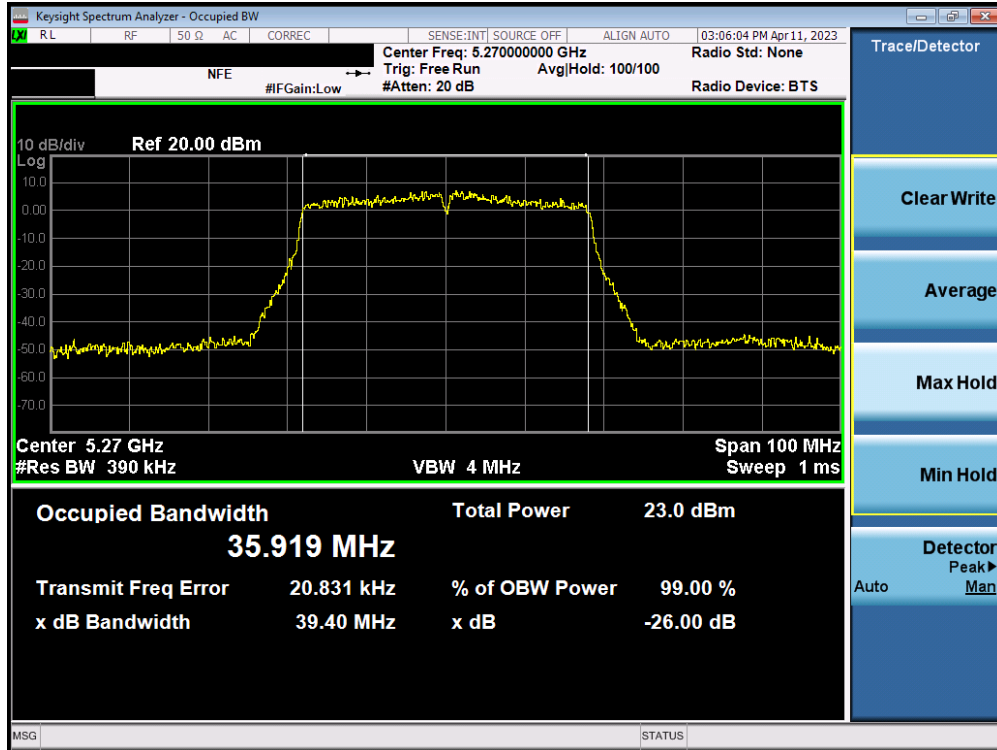 Keysight Spectrum Analyzer - Occupied BW
LXI RL RF 50 Ω AC CORREC SENSE:INT SOURCE OFF ALIGN AUTO 03:06:04 PM Apr 11, 2023
Center Freq: 5.270000000 GHz Radio Std: None
NFE Trig: Free Run Avg|Hold: 100/100
#IFGain:Low #Atten: 20 dB Radio Device: BTS
Trace/Detector
10 dB/div Ref 20.00 dBm
Log
10.0
0.00
-10.0
-20.0
-30.0
-40.0
-50.0
-60.0
-70.0
Center 5.27 GHz Span 100 MHz
#Res BW 390 kHz VBW 4 MHz Sweep 1 ms
Occupied Bandwidth Total Power 23.0 dBm
35.919 MHz
Transmit Freq Error 20.831 kHz % of OBW Power 99.00 %
x dB Bandwidth 39.40 MHz x dB -26.00 dB
Clear Write
Average
Max Hold
Min Hold
Detector
Peak▶
Auto Man
MSG STATUS